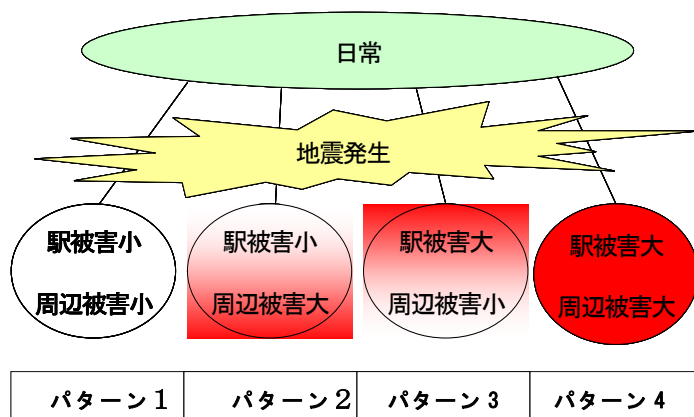 日常
地震発生
駅被害小
周辺被害小
駅被害小
周辺被害大
駅被害大
周辺被害小
駅被害大
周辺被害大
パターン1 パターン2 パターン3 パターン4